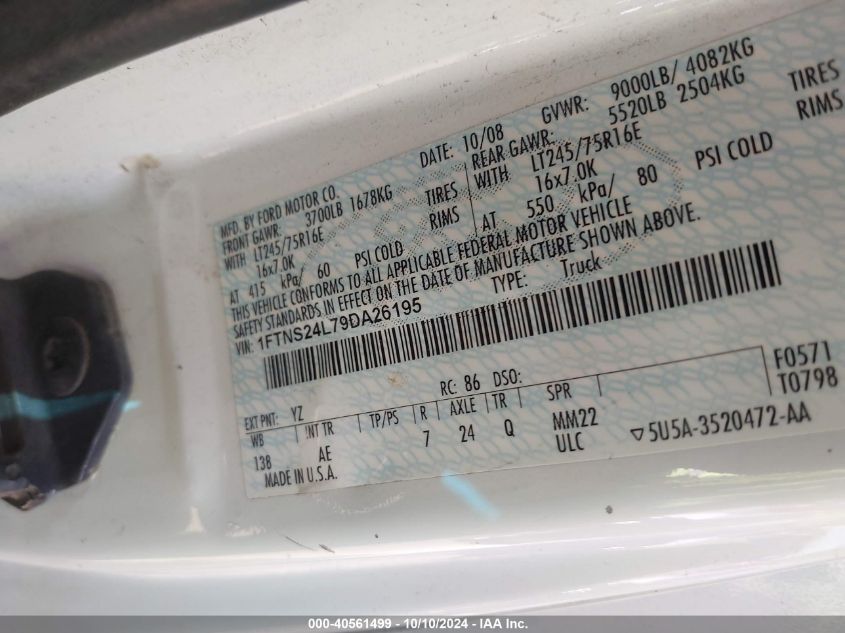 MFD. BY FORD MOTOR CO.
DATE: 10/08
GVWR: 9000LB/ 4082KG
FRONT GAWR: 3700LB 1678KG
REAR GAWR: 5520LB 2504KG
WITH LT245/75R16E TIRES
WITH LT245/75R16E TIRES
16x7.0K RIMS
16x7.0K RIMS
AT 415 kPa/ 60 PSI COLD
AT 550 kPa/ 80 PSI COLD
THIS VEHICLE CONFORMS TO ALL APPLICABLE FEDERAL MOTOR VEHICLE
SAFETY STANDARDS IN EFFECT ON THE DATE OF MANUFACTURE SHOWN ABOVE.
VIN: 1FTNS24L79DA26195
TYPE: Truck
F0571
T0798
EXT PNT: YZ RC: 86 DSO:
WB INT TR TP/PS R AXLE TR SPR
138 AE 7 24 Q MM22
ULC
MADE IN U.S.A.
▽5U5A-3520472-AA
000-40561499 - 10/10/2024 - IAA Inc.